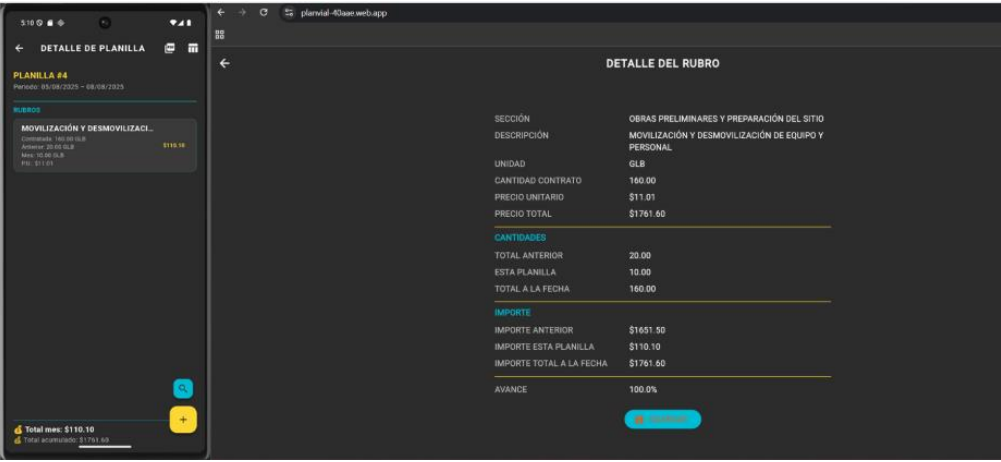 5:10
DETALLE DE PLANILLA
PLANILLA #4
Periodo: 05/08/2025 – 08/08/2025
RUBROS
MOVILIZACIÓN Y DESMOVILIZACI...
Contratada: 160.00 GLB
Anterior: 20.00 GLB
Mes: 10.00 GLB
P.U.: $11.01
$110.10
+
Total mes: $110.10
Total acumulado: $1761.60
planvial-40aae.web.app
DETALLE DEL RUBRO
SECCIÓN OBRAS PRELIMINARES Y PREPARACIÓN DEL SITIO
DESCRIPCIÓN MOVILIZACIÓN Y DESMOVILIZACIÓN DE EQUIPO Y
PERSONAL
UNIDAD GLB
CANTIDAD CONTRATO 160.00
PRECIO UNITARIO $11.01
PRECIO TOTAL $1761.60
CANTIDADES
TOTAL ANTERIOR 20.00
ESTA PLANILLA 10.00
TOTAL A LA FECHA 160.00
IMPORTE
IMPORTE ANTERIOR $1651.50
IMPORTE ESTA PLANILLA $110.10
IMPORTE TOTAL A LA FECHA $1761.60
AVANCE 100.0%